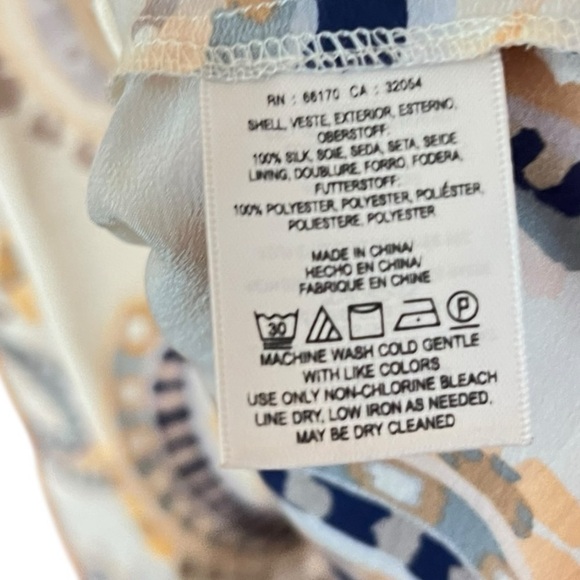 RN : 66170 CA : 32054
SHELL, VESTE, EXTERIOR, ESTERNO,
OBERSTOFF:
100% SILK, SOIE, SEDA, SETA, SEIDE
LINING, DOUBLURE, FORRO, FODERA,
FUTTERSTOFF:
100% POLYESTER, POLYESTER, POLIÉSTER,
POLIESTERE, POLYESTER
MADE IN CHINA/
HECHO EN CHINA/
FABRIQUE EN CHINE
30 P
MACHINE WASH COLD GENTLE
WITH LIKE COLORS
USE ONLY NON-CHLORINE BLEACH
LINE DRY, LOW IRON AS NEEDED.
MAY BE DRY CLEANED